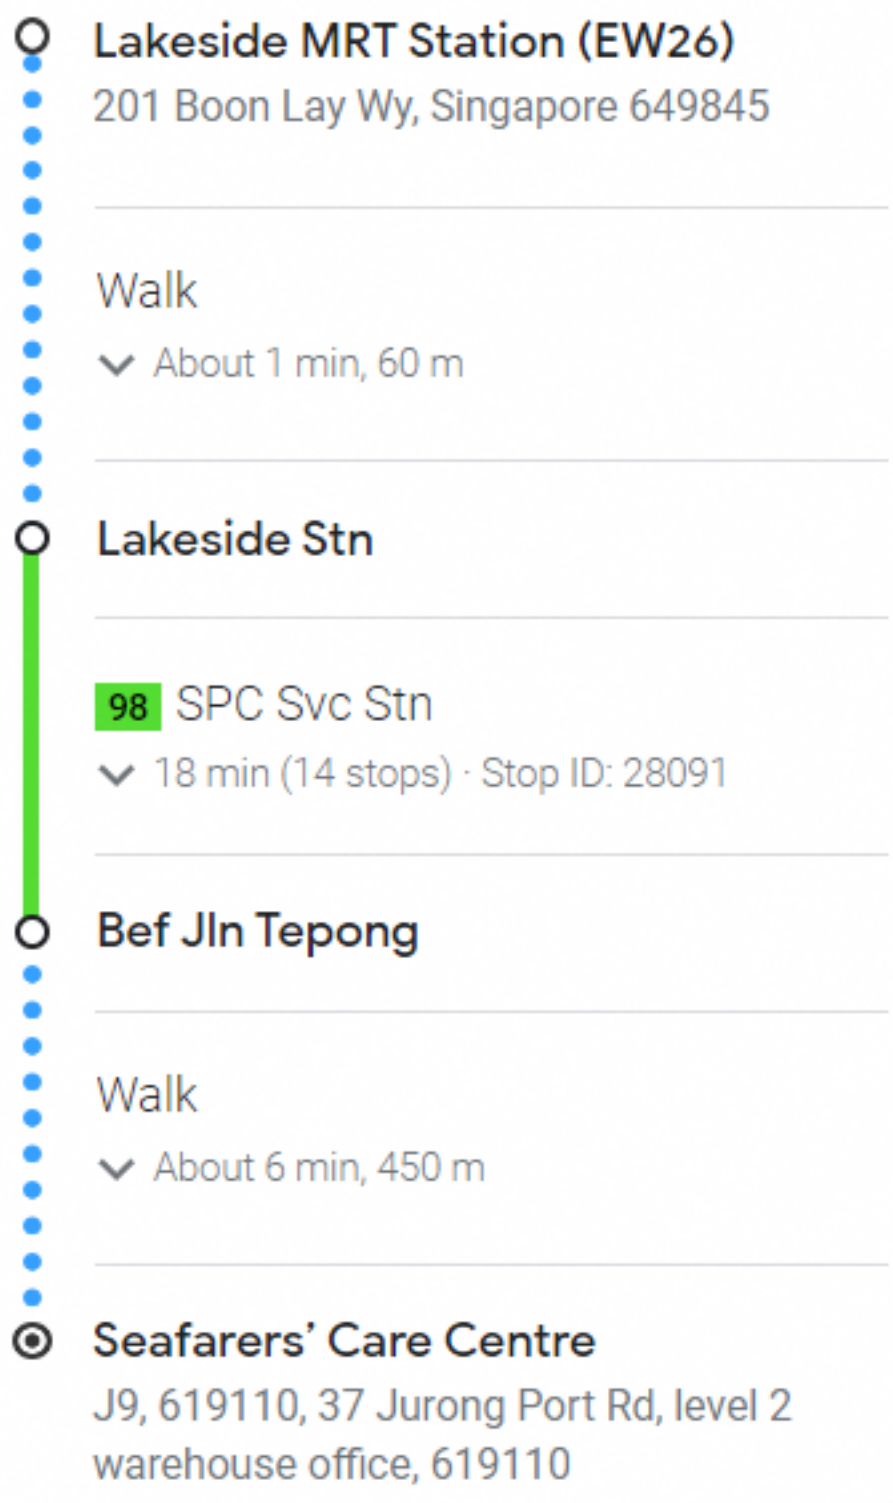 Lakeside MRT Station (EW26)
201 Boon Lay Wy, Singapore 649845
Walk
About 1 min, 60 m
Lakeside Stn
98 SPC Svc Stn
18 min (14 stops) · Stop ID: 28091
Bef Jln Tepong
Walk
About 6 min, 450 m
Seafarers’ Care Centre
J9, 619110, 37 Jurong Port Rd, level 2
warehouse office, 619110